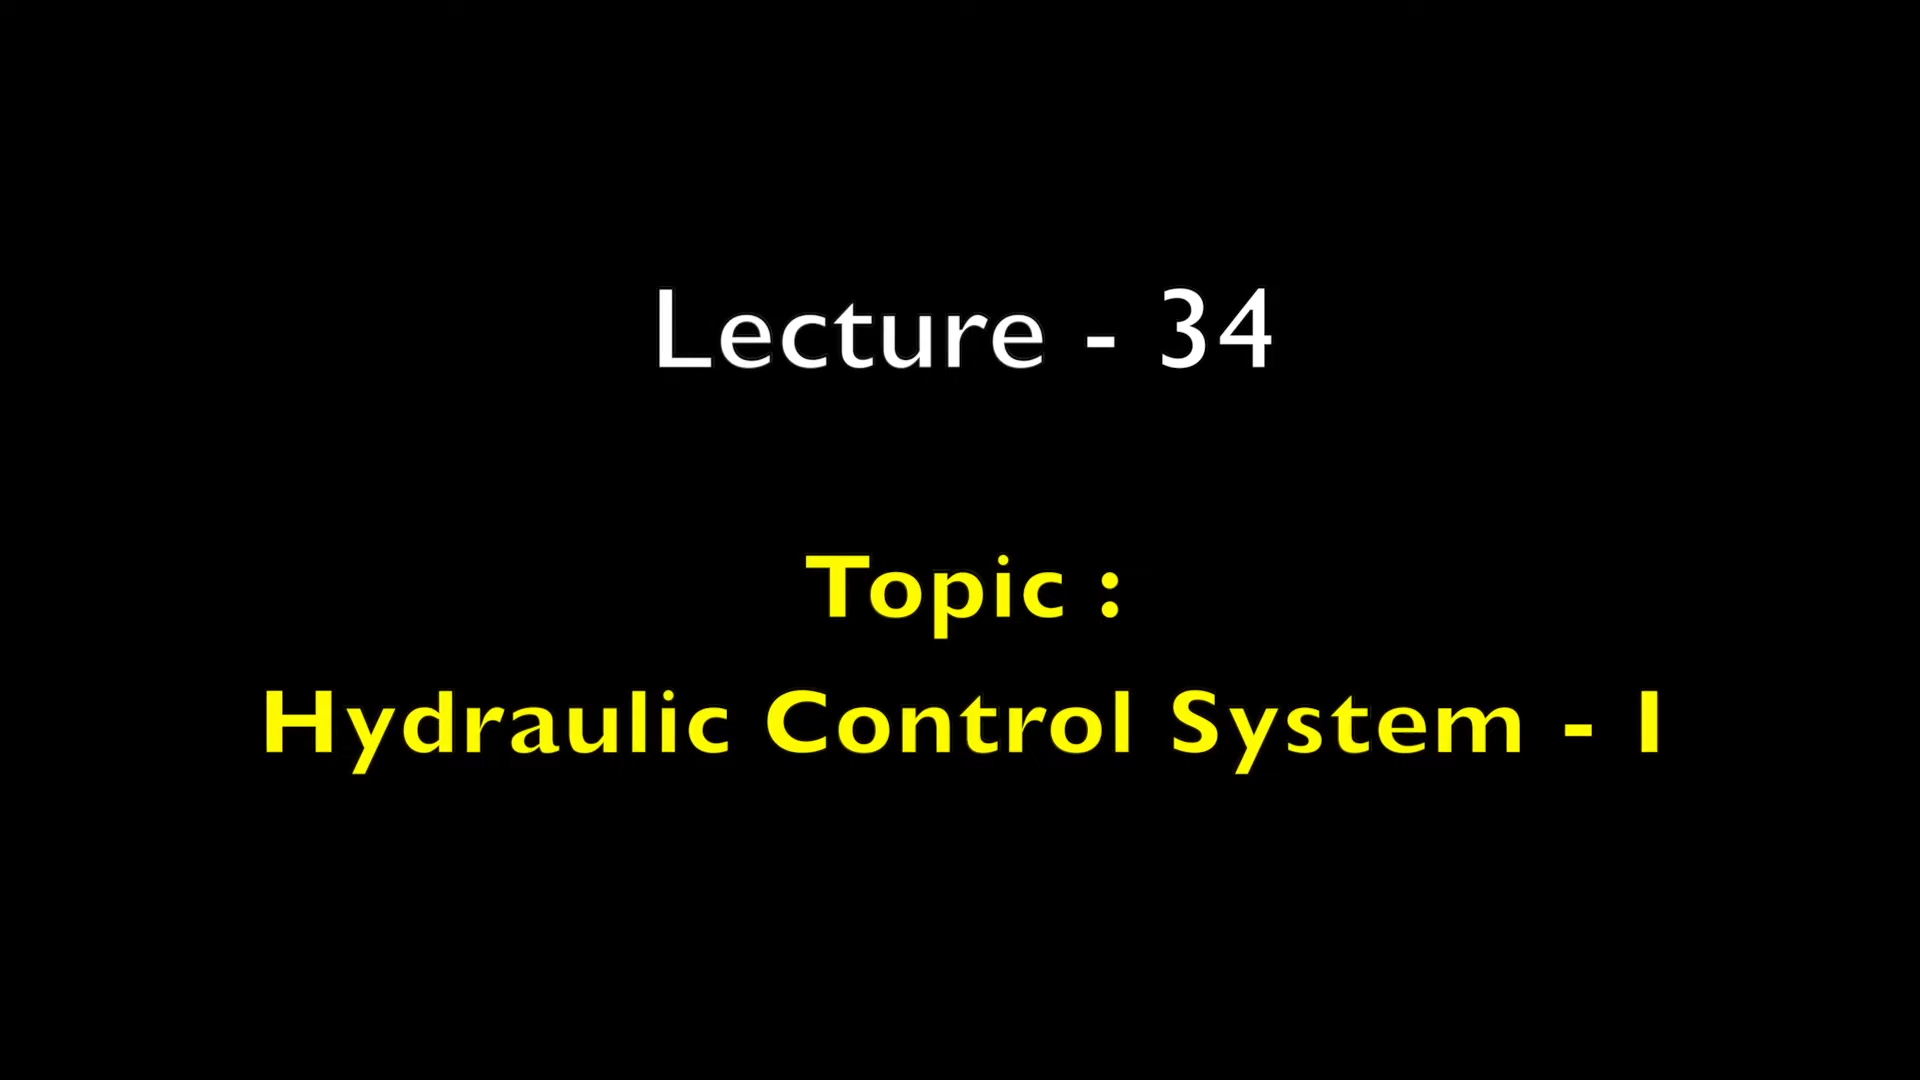 Lecture - 34
Topic :
Hydraulic Control System - I